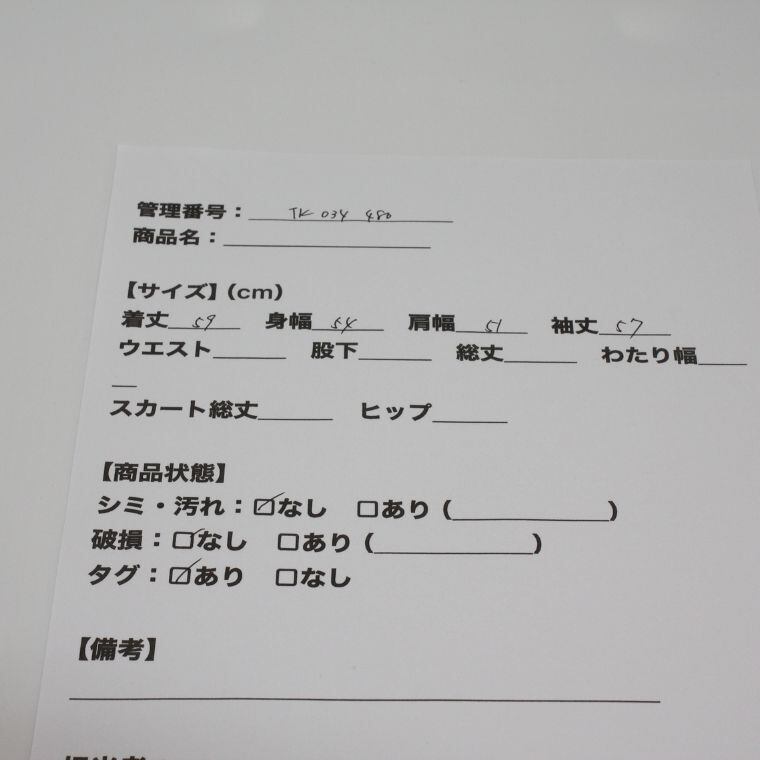 管理番号： TK-034 480
商品名：
【サイズ】(cm)
着丈 59 身幅 54 肩幅 51 袖丈 57
ウエスト 股下 総丈 わたり幅
スカート総丈 ヒップ
【商品状態】
シミ・汚れ：☑なし □あり ( )
破損：☑なし □あり ( )
タグ：☑あり □なし
【備考】